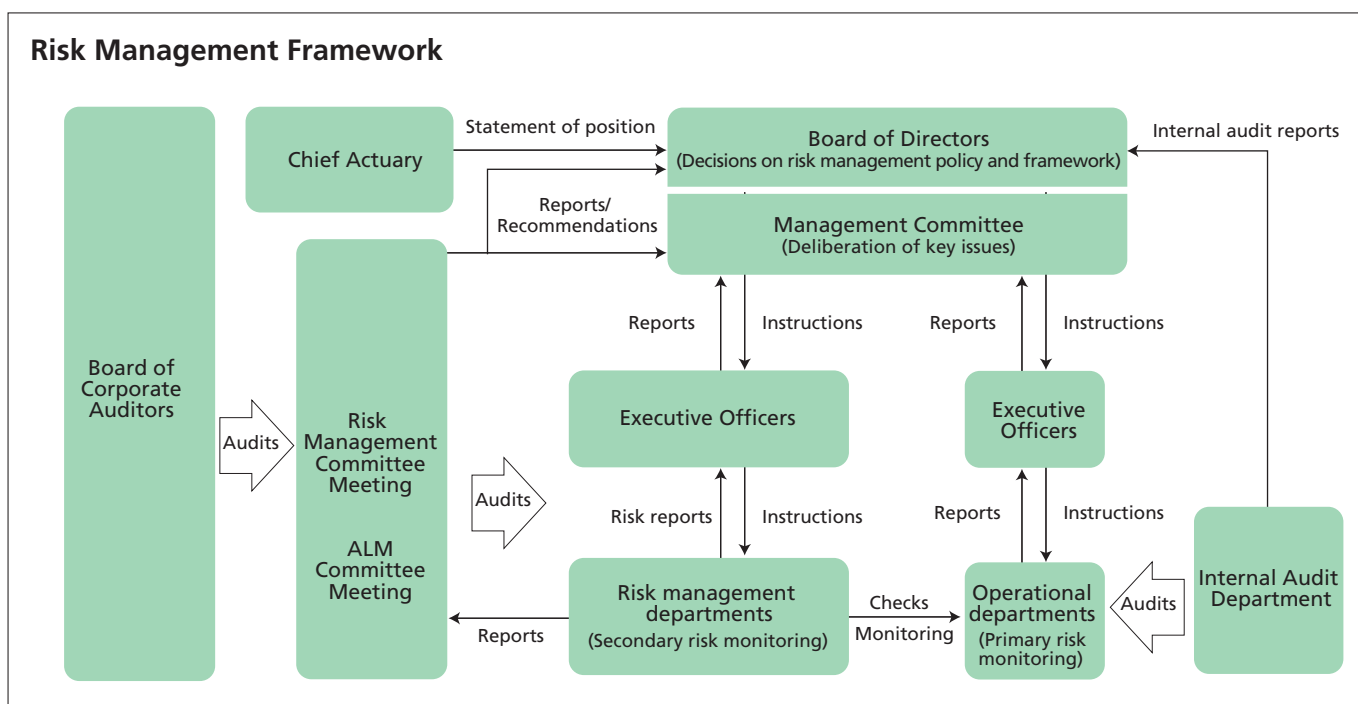 Risk Management Framework
Chief Actuary
Statement of position
Board of Directors
(Decisions on risk management policy and framework)
Internal audit reports
Reports/
Recommendations
Management Committee
(Deliberation of key issues)
Reports
Instructions
Reports
Instructions
Board of
Corporate
Auditors
Audits
Risk
Management
Committee
Meeting
ALM
Committee
Meeting
Audits
Executive Officers
Executive
Officers
Risk reports
Instructions
Reports
Instructions
Reports
Risk management
departments
(Secondary risk monitoring)
Checks
Monitoring
Operational
departments
(Primary risk
monitoring)
Audits
Internal Audit
Department